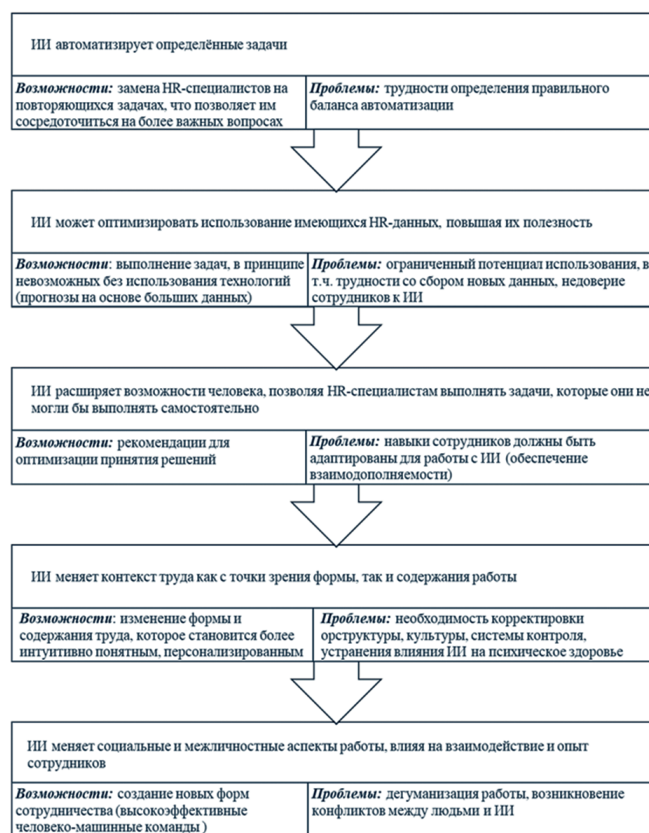 ИИ автоматизирует определённые задачи
Возможности: замена HR-специалистов на
повторяющихся задачах, что позволяет им
сосредоточиться на более важных вопросах
Проблемы: трудности определения правильного
баланса автоматизации
ИИ может оптимизировать использование имеющихся HR-данных, повышая их полезность
Возможности: выполнение задач, в принципе
невозможных без использования технологий
(прогнозы на основе больших данных)
Проблемы: ограниченный потенциал использования, в
т.ч. трудности со сбором новых данных, недоверие
сотрудников к ИИ
ИИ расширяет возможности человека, позволяя HR-специалистам выполнять задачи, которые они не
могли бы выполнять самостоятельно
Возможности: рекомендации для
оптимизации принятия решений
Проблемы: навыки сотрудников должны быть
адаптированы для работы с ИИ (обеспечение
взаимодополняемости)
ИИ меняет контекст труда как с точки зрения формы, так и содержания работы
Возможности: изменение формы и
содержания труда, которое становится более
интуитивно понятным, персонализированным
Проблемы: необходимость корректировки
орструктуры, культуры, системы контроля,
устранения влияния ИИ на психическое здоровье
ИИ меняет социальные и межличностные аспекты работы, влияя на взаимодействие и опыт
сотрудников
Возможности: создание новых форм
сотрудничества (высокоэффективные
человеко-машинные команды )
Проблемы: дегуманизация работы, возникновение
конфликтов между людьми и ИИ